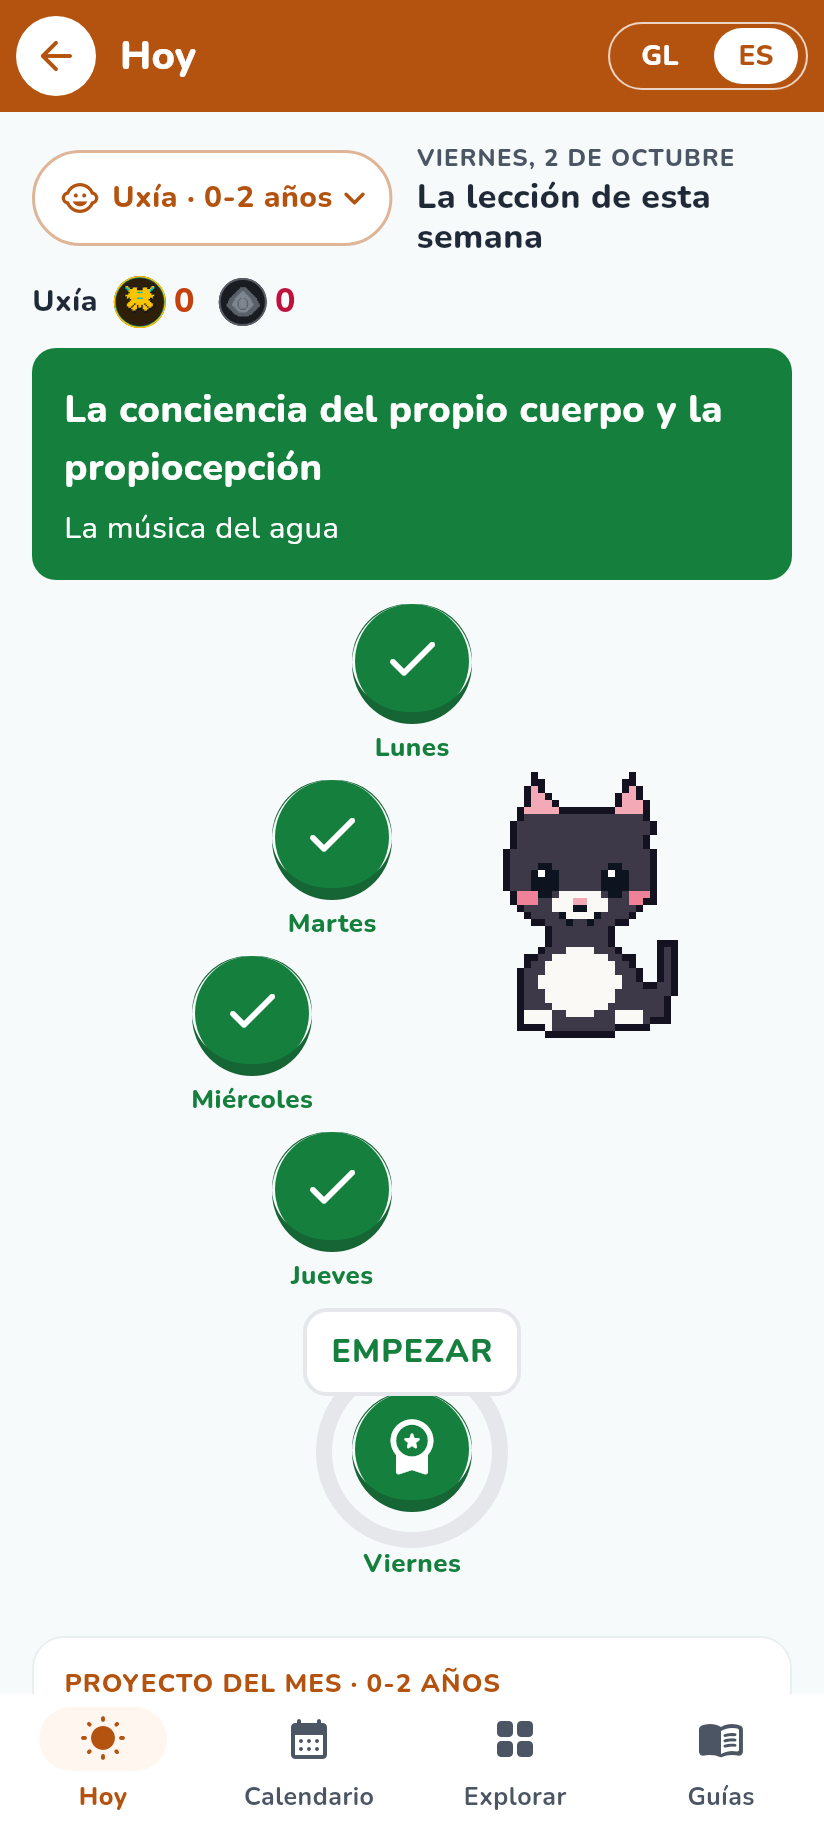 Hoy
GL
ES
Uxía · 0-2 años
VIERNES, 2 DE OCTUBRE
La lección de esta
semana
Uxía
0
0
La conciencia del propio cuerpo y la
propiocepción
La música del agua
Lunes
Martes
Miércoles
Jueves
EMPEZAR
Viernes
PROYECTO DEL MES · 0-2 AÑOS
Hoy
Calendario
Explorar
Guías